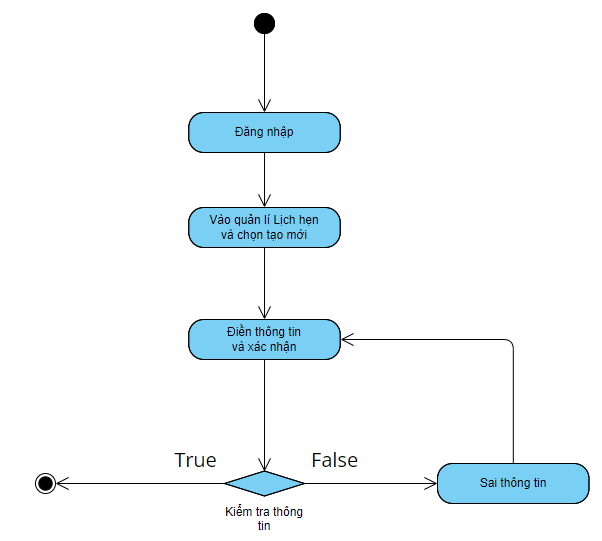 Đăng nhập
Vào quản lí Lịch hẹn
và chọn tạo mới
Điền thông tin
và xác nhận
True
False
Sai thông tin
Kiểm tra thông
tin